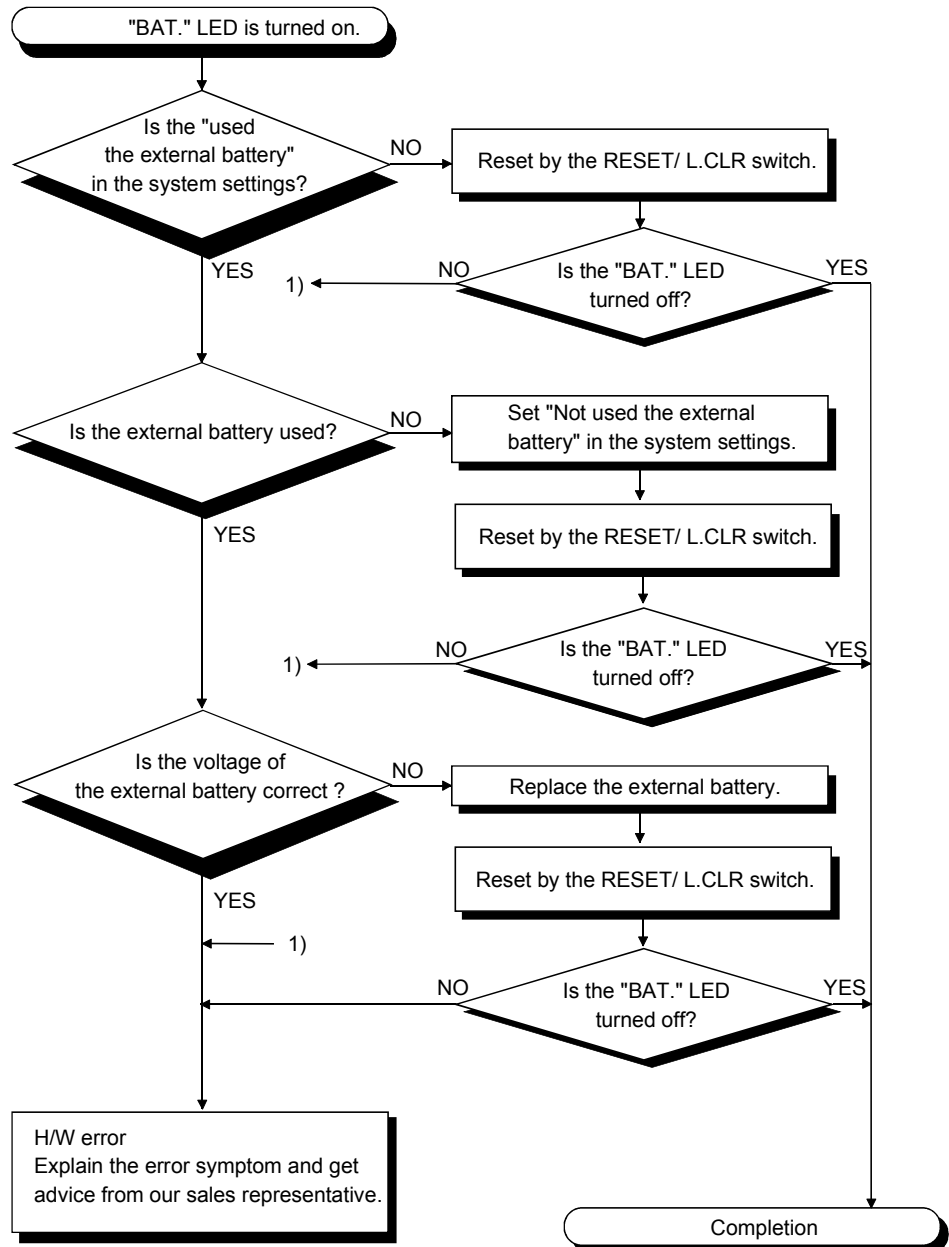 "BAT." LED is turned on.
Is the "used
the external battery"
in the system settings?
NO
Reset by the RESET/ L.CLR switch.
YES
1)
NO
Is the "BAT." LED
turned off?
YES
Is the external battery used?
NO
Set "Not used the external
battery" in the system settings.
YES
Reset by the RESET/ L.CLR switch.
1)
NO
Is the "BAT." LED
turned off?
YES
Is the voltage of
the external battery correct ?
NO
Replace the external battery.
YES
Reset by the RESET/ L.CLR switch.
1)
NO
Is the "BAT." LED
turned off?
YES
H/W error
Explain the error symptom and get
advice from our sales representative.
Completion